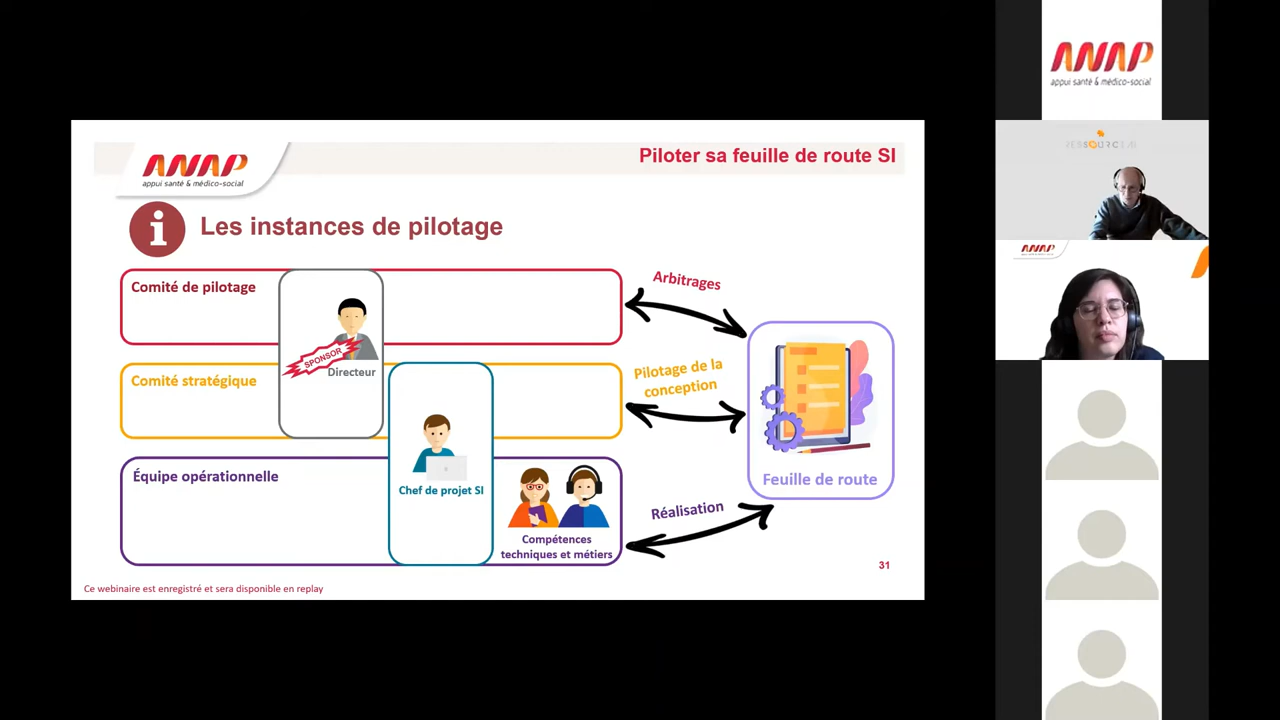 ANAP
appui santé & médico-social
Piloter sa feuille de route SI
i
Les instances de pilotage
Comité de pilotage
SPONSOR
Directeur
Comité stratégique
Chef de projet SI
Équipe opérationnelle
Compétences
techniques et métiers
Arbitrages
Pilotage de la
conception
Réalisation
Feuille de route
31
Ce webinaire est enregistré et sera disponible en replay
ANAP
appui santé & médico-social
RESSOURCIAL
ANAP